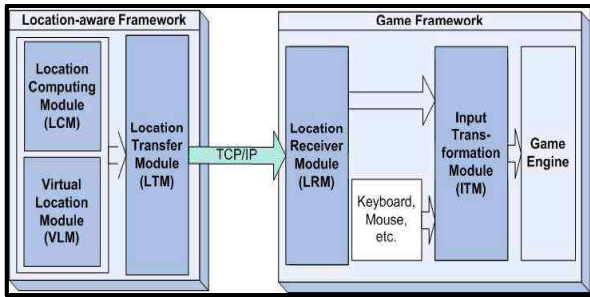 Location-aware Framework
Location
Computing
Module
(LCM)
Virtual
Location
Module
(VLM)
Location
Transfer
Module
(LTM)
TCP/IP
Game Framework
Location
Receiver
Module
(LRM)
Keyboard,
Mouse,
etc.
Input
Trans-
formation
Module
(ITM)
Game
Engine